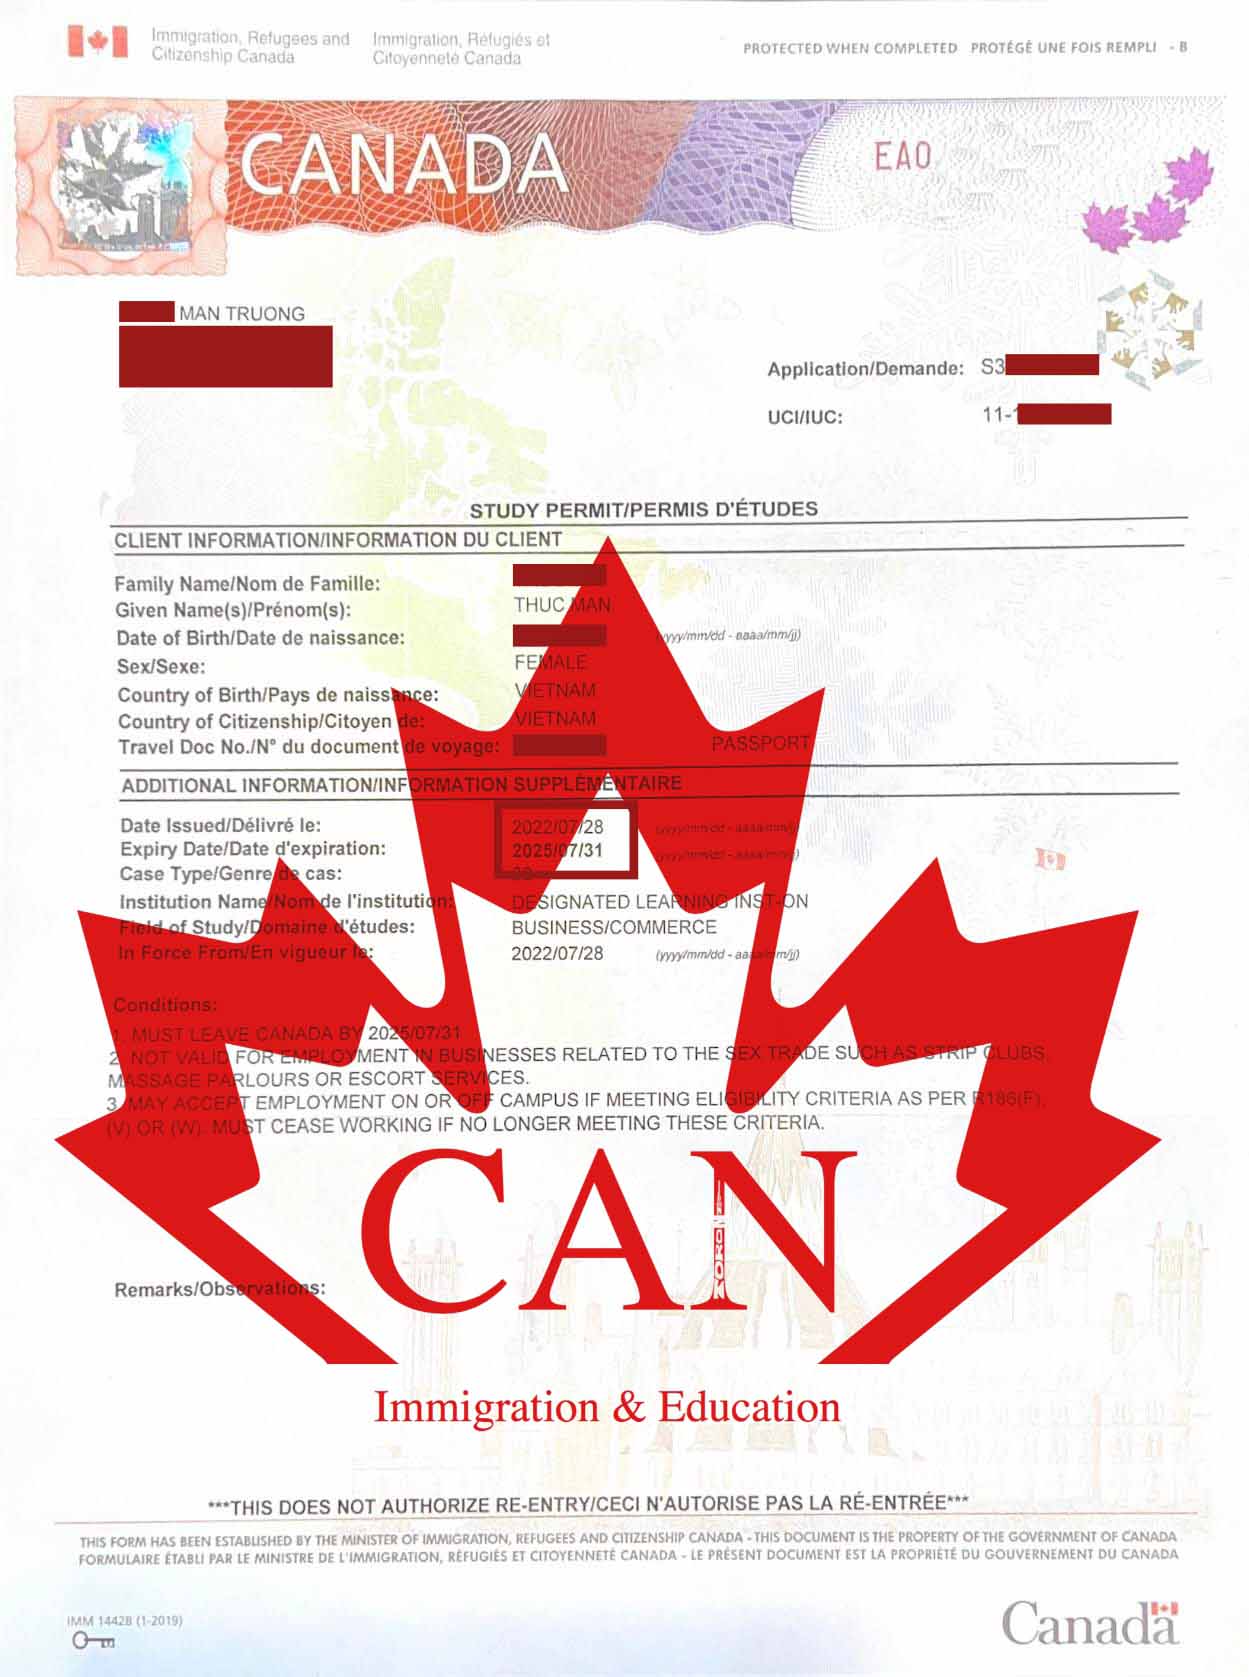 Immigration, Refugees and Citizenship Canada
Immigration, Réfugiés et Citoyenneté Canada
PROTECTED WHEN COMPLETED PROTÉGÉ UNE FOIS REMPLI - B
CANADA
EA0
MAN TRUONG
Application/Demande: S3
UCI/IUC: 11-1
STUDY PERMIT/PERMIS D'ÉTUDES
CLIENT INFORMATION/INFORMATION DU CLIENT
Family Name/Nom de Famille:
Given Name(s)/Prénom(s): THUC MAN
Date of Birth/Date de naissance: (yyyy/mm/dd - aaaa/mm/jj)
Sex/Sexe: FEMALE
Country of Birth/Pays de naissance: VIETNAM
Country of Citizenship/Citoyen de: VIETNAM
Travel Doc No./N° du document de voyage: PASSPORT
ADDITIONAL INFORMATION/INFORMATION SUPPLÉMENTAIRE
Date Issued/Délivré le: 2022/07/28 (yyyy/mm/dd - aaaa/mm/jj)
Expiry Date/Date d'expiration: 2025/07/31 (yyyy/mm/dd - aaaa/mm/jj)
Case Type/Genre de cas:
Institution Name/Nom de l'institution: DESIGNATED LEARNING INST-ON
Field of Study/Domaine d'études: BUSINESS/COMMERCE
In Force From/En vigueur le: 2022/07/28 (yyyy/mm/dd - aaaa/mm/jj)
Conditions:
1. MUST LEAVE CANADA BY 2025/07/31
2. NOT VALID FOR EMPLOYMENT IN BUSINESSES RELATED TO THE SEX TRADE SUCH AS STRIP CLUBS,
MASSAGE PARLOURS OR ESCORT SERVICES.
3. MAY ACCEPT EMPLOYMENT ON OR OFF CAMPUS IF MEETING ELIGIBILITY CRITERIA AS PER R186(F),
(V) OR (W). MUST CEASE WORKING IF NO LONGER MEETING THESE CRITERIA.
CAN
Remarks/Observations:
Immigration & Education
***THIS DOES NOT AUTHORIZE RE-ENTRY/CECI N'AUTORISE PAS LA RÉ-ENTRÉE***
THIS FORM HAS BEEN ESTABLISHED BY THE MINISTER OF IMMIGRATION, REFUGEES AND CITIZENSHIP CANADA - THIS DOCUMENT IS THE PROPERTY OF THE GOVERNMENT OF CANADA
FORMULAIRE ÉTABLI PAR LE MINISTRE DE L'IMMIGRATION, RÉFUGIÉS ET CITOYENNETÉ CANADA - LE PRÉSENT DOCUMENT EST LA PROPRIÉTÉ DU GOUVERNEMENT DU CANADA
IMM 1442B (1-2019)
Canada